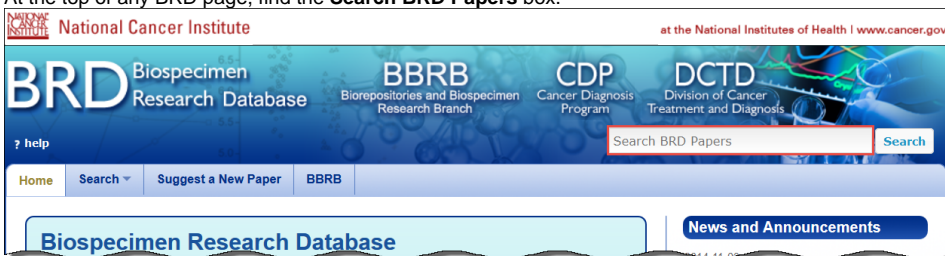 At the top of any BRD page, find the Search BRD Papers box.
NATIONAL CANCER INSTITUTE
National Cancer Institute
at the National Institutes of Health | www.cancer.gov
BRD Biospecimen Research Database
BBRB
Biorepositories and Biospecimen
Research Branch
CDP
Cancer Diagnosis
Program
DCTD
Division of Cancer
Treatment and Diagnosis
? help
Search BRD Papers
Search
Home
Search
Suggest a New Paper
BBRB
Biospecimen Research Database
News and Announcements